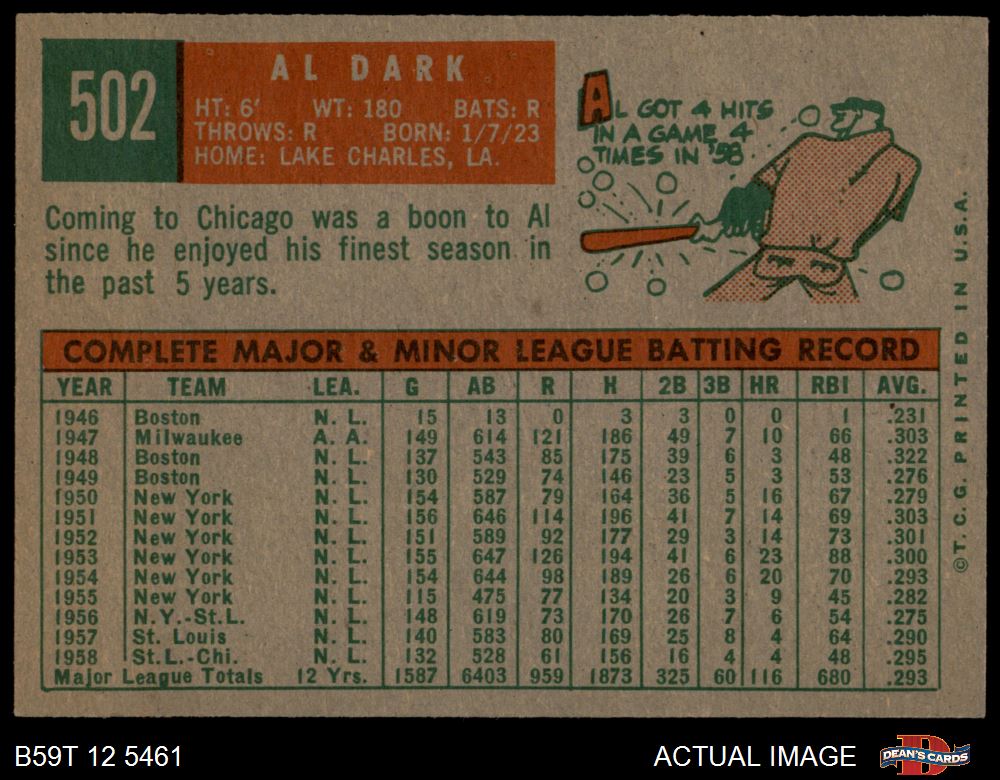 502
AL DARK
HT: 6' WT: 180 BATS: R
THROWS: R BORN: 1/7/23
HOME: LAKE CHARLES, LA.
AL GOT 4 HITS
IN A GAME 4
TIMES IN '58
Coming to Chicago was a boon to Al
since he enjoyed his finest season in
the past 5 years.
COMPLETE MAJOR & MINOR LEAGUE BATTING RECORD
YEAR TEAM LEA. G AB R H 2B 3B HR RBI AVG.
1946 Boston N. L. 15 13 0 3 3 0 0 1 .231
1947 Milwaukee A. A. 149 614 121 186 49 7 10 66 .303
1948 Boston N. L. 137 543 85 175 39 6 3 48 .322
1949 Boston N. L. 130 529 74 146 23 5 3 53 .276
1950 New York N. L. 154 587 79 164 36 5 16 67 .279
1951 New York N. L. 156 646 114 196 41 7 14 69 .303
1952 New York N. L. 151 589 92 177 29 3 14 73 .301
1953 New York N. L. 155 647 126 194 41 6 23 88 .300
1954 New York N. L. 154 644 98 189 26 6 20 70 .293
1955 New York N. L. 115 475 77 134 20 3 9 45 .282
1956 N.Y.-St.L. N. L. 148 619 73 170 26 7 6 54 .275
1957 St. Louis N. L. 140 583 80 169 25 8 4 64 .290
1958 St.L.-Chi. N. L. 132 528 61 156 16 4 4 48 .295
Major League Totals 12 Yrs. 1587 6403 959 1873 325 60 116 680 .293
©T. C. G. PRINTED IN U.S.A.
B59T 12 5461
ACTUAL IMAGE
D
DEAN'S CARDS